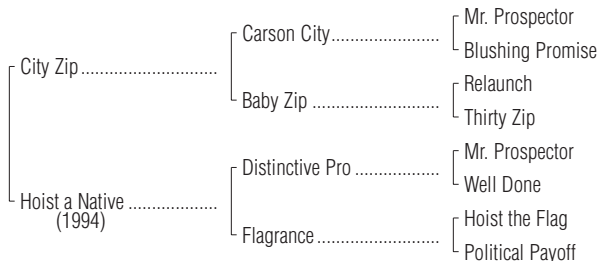 Mr. Prospector
Carson City......................
Blushing Promise
City Zip .............................
Relaunch
Baby Zip ...........................
Thirty Zip
Mr. Prospector
Distinctive Pro ..................
Well Done
Hoist a Native ...................
(1994)
Hoist the Flag
Flagrance ..........................
Political Payoff